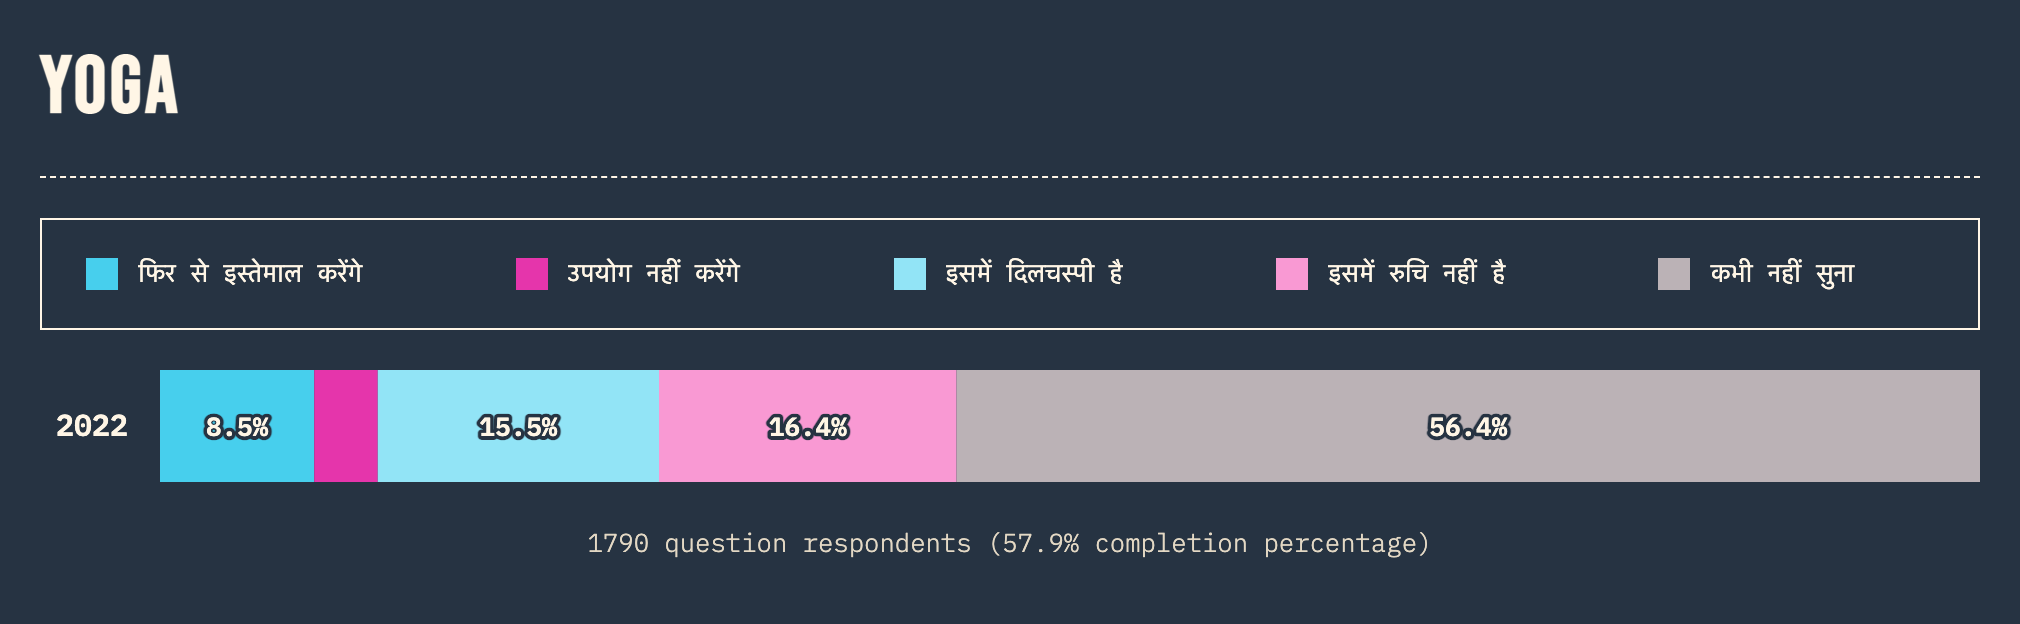 YOGA
फिर से इस्तेमाल करेंगे उपयोग नहीं करेंगे इसमें दिलचस्पी है इसमें रुचि नहीं है कभी नहीं सुना
2022 8.5% 15.5% 16.4% 56.4%
1790 question respondents (57.9% completion percentage)